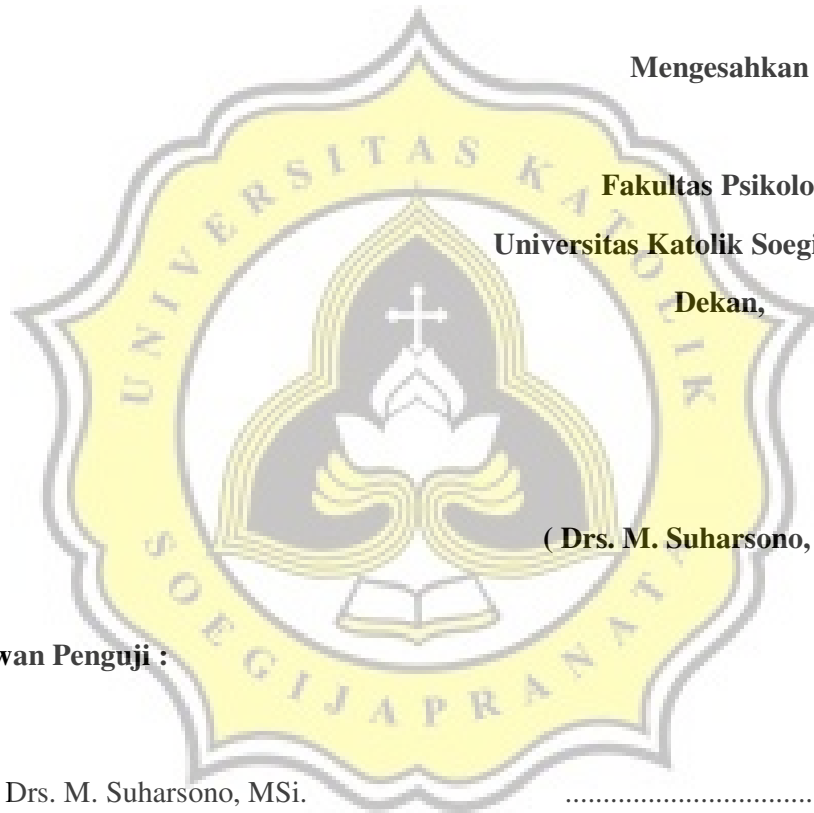 Mengesahkan
Fakultas Psikolo
Universitas Katolik Soegi
Dekan,
( Drs. M. Suharsono,
wan Penguji :
Drs. M. Suharsono, MSi. ................................
UNIVERSITAS KATOLIK
SOEGIJAPRANATA